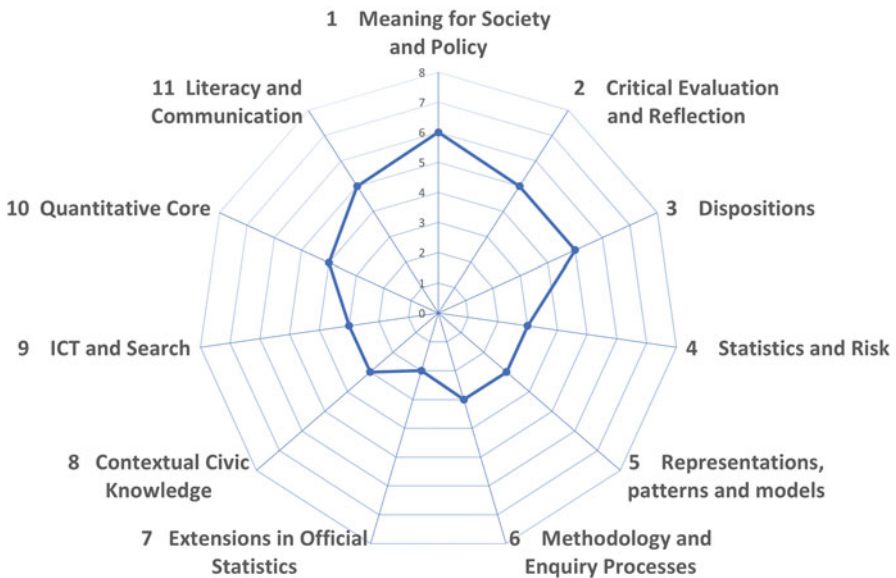 1 Meaning for Society
and Policy
2 Critical Evaluation
and Reflection
3 Dispositions
4 Statistics and Risk
5 Representations,
patterns and models
6 Methodology and
Enquiry Processes
7 Extensions in Official
Statistics
8 Contextual Civic
Knowledge
9 ICT and Search
10 Quantitative Core
11 Literacy and
Communication
8
7
6
5
4
3
2
1
0